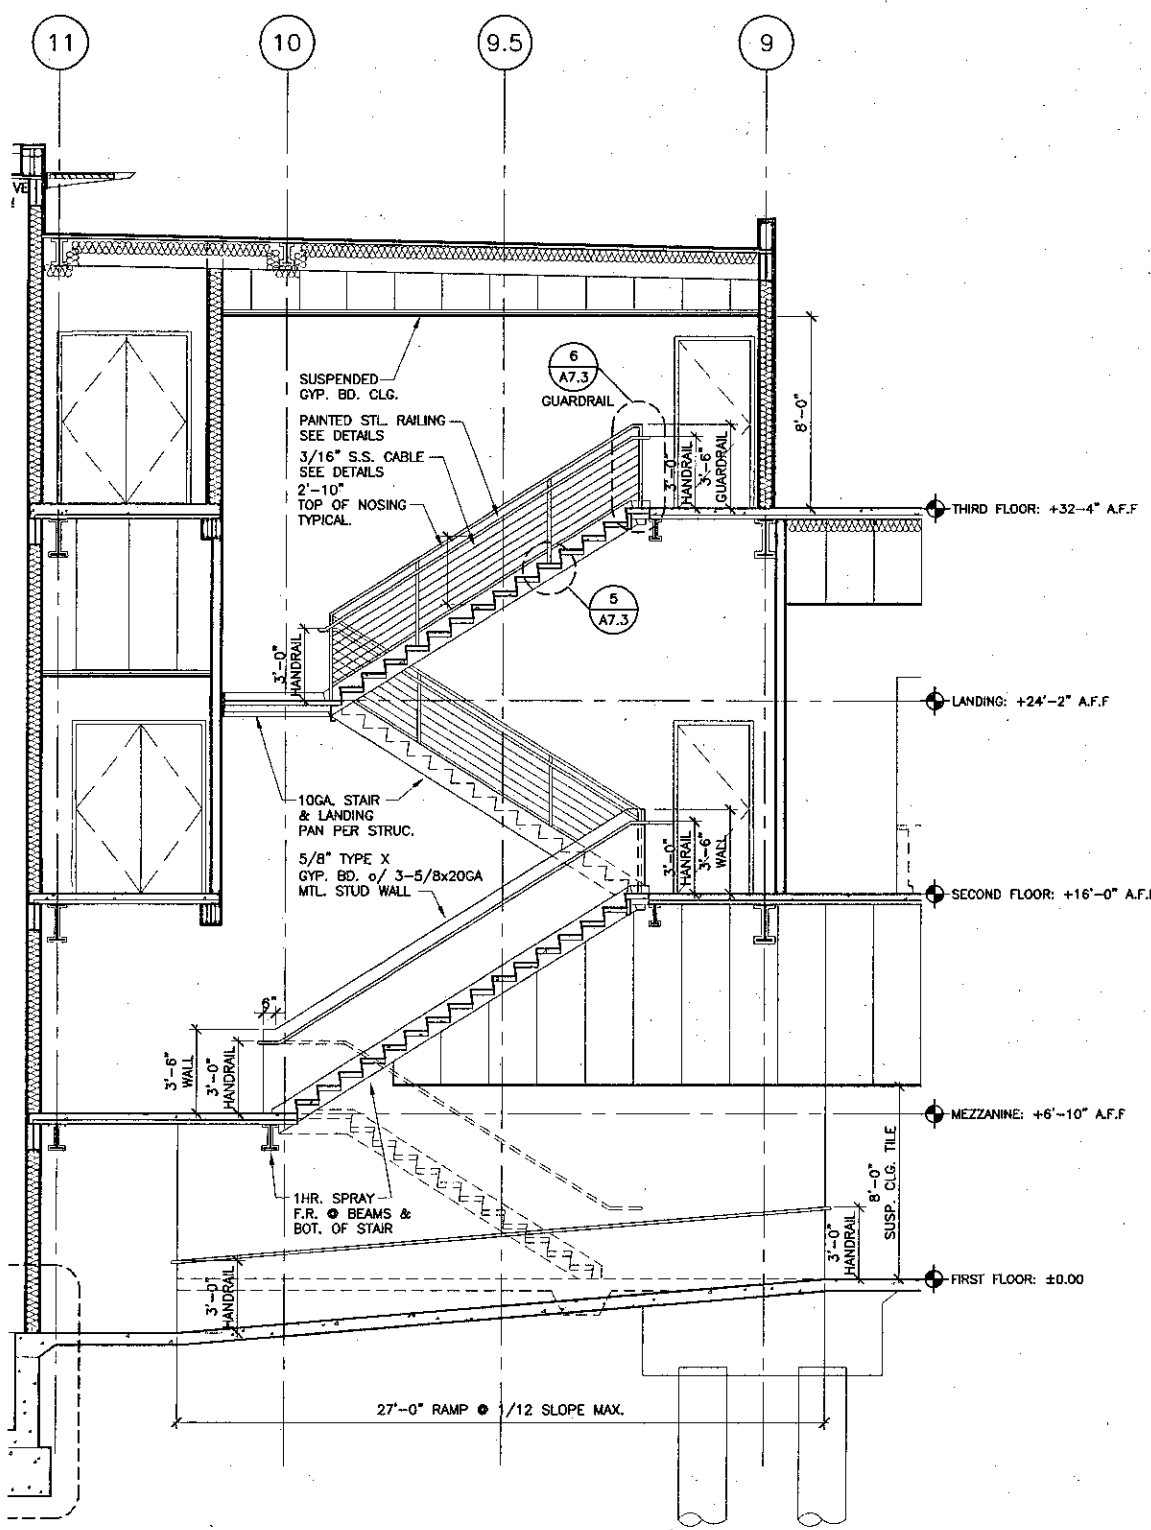 11
10
9.5
9
VE
SUSPENDED
GYP. BD. CLG.
PAINTED STL. RAILING
SEE DETAILS
3/16" S.S. CABLE
SEE DETAILS
2'-10"
TOP OF NOSING
TYPICAL.
6
A7.3
GUARDRAIL
8'-0"
3'-0"
HANDRAIL
3'-6"
GUARDRAIL
THIRD FLOOR: +32-4" A.F.F
5
A7.3
3'-0"
HANDRAIL
LANDING: +24'-2" A.F.F
10GA. STAIR
& LANDING
PAN PER STRUC.
5/8" TYPE X
GYP. BD. o/ 3-5/8x20GA
MTL. STUD WALL
3'-0"
HANRAIL
3'-6"
WALL
SECOND FLOOR: +16'-0" A.F.F
6"
3'-6"
WALL
3'-0"
HANDRAIL
MEZZANINE: +6'-10" A.F.F
8'-0"
SUSP. CLG. TILE
1HR. SPRAY
F.R. @ BEAMS &
BOT. OF STAIR
3'-0"
HANDRAIL
3'-0"
HANDRAIL
FIRST FLOOR: ±0.00
27'-0" RAMP @ 1/12 SLOPE MAX.